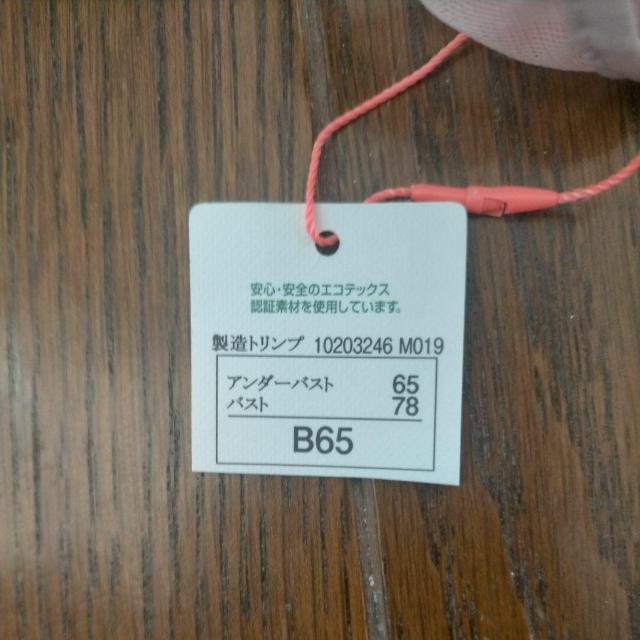 安心・安全のエコテックス
認証素材を使用しています。
製造トリンプ 10203246 M019
アンダーバスト 65
バスト 78
B65